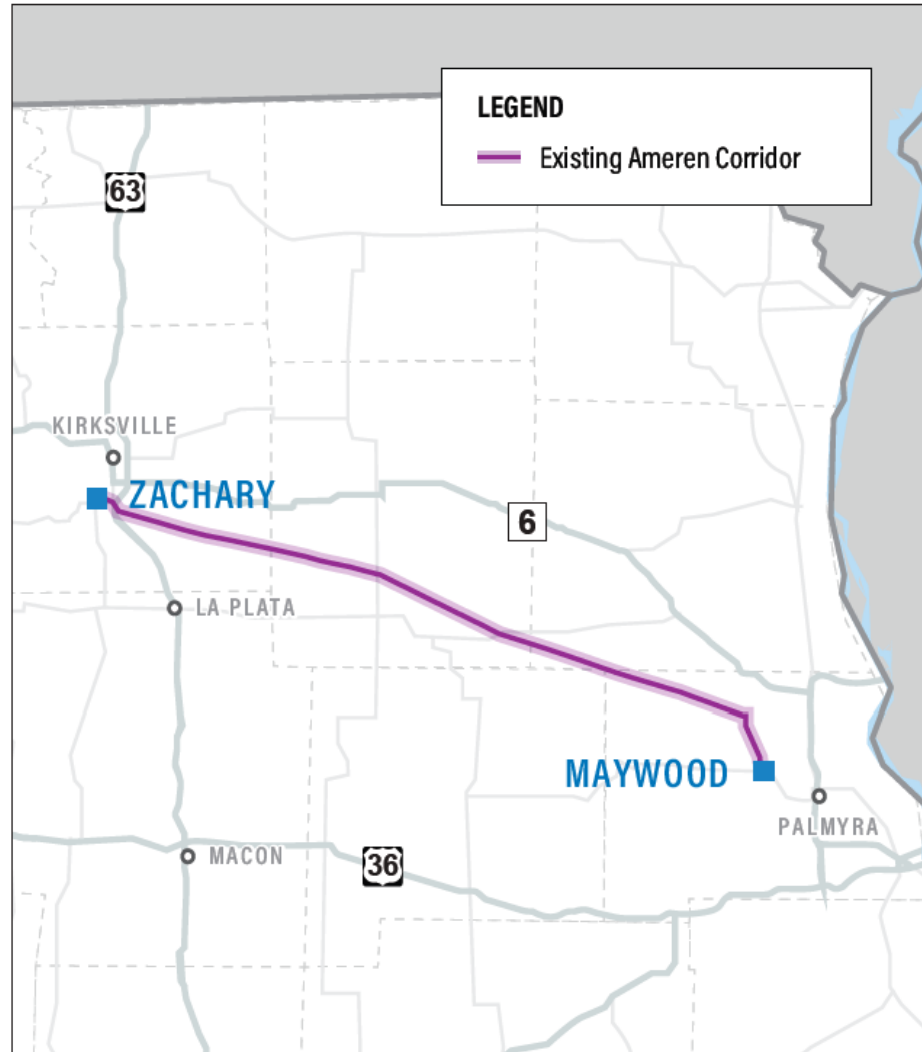 LEGEND
Existing Ameren Corridor
63
KIRKSVILLE
ZACHARY
6
LA PLATA
MAYWOOD
PALMYRA
MACON
36